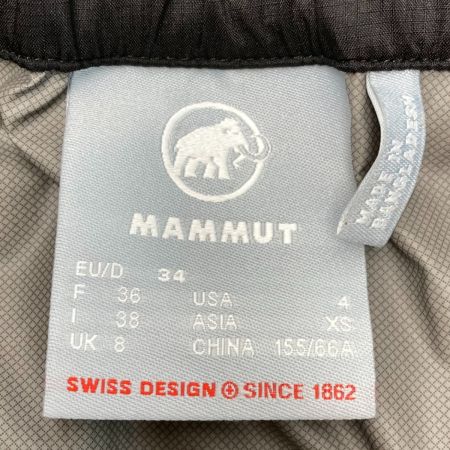 MAMMUT
EU/D 34
F 36 USA 4
I 38 ASIA XS
UK 8 CHINA 155/66A
SWISS DESIGN SINCE 1862
MADE IN
BANGLADESH